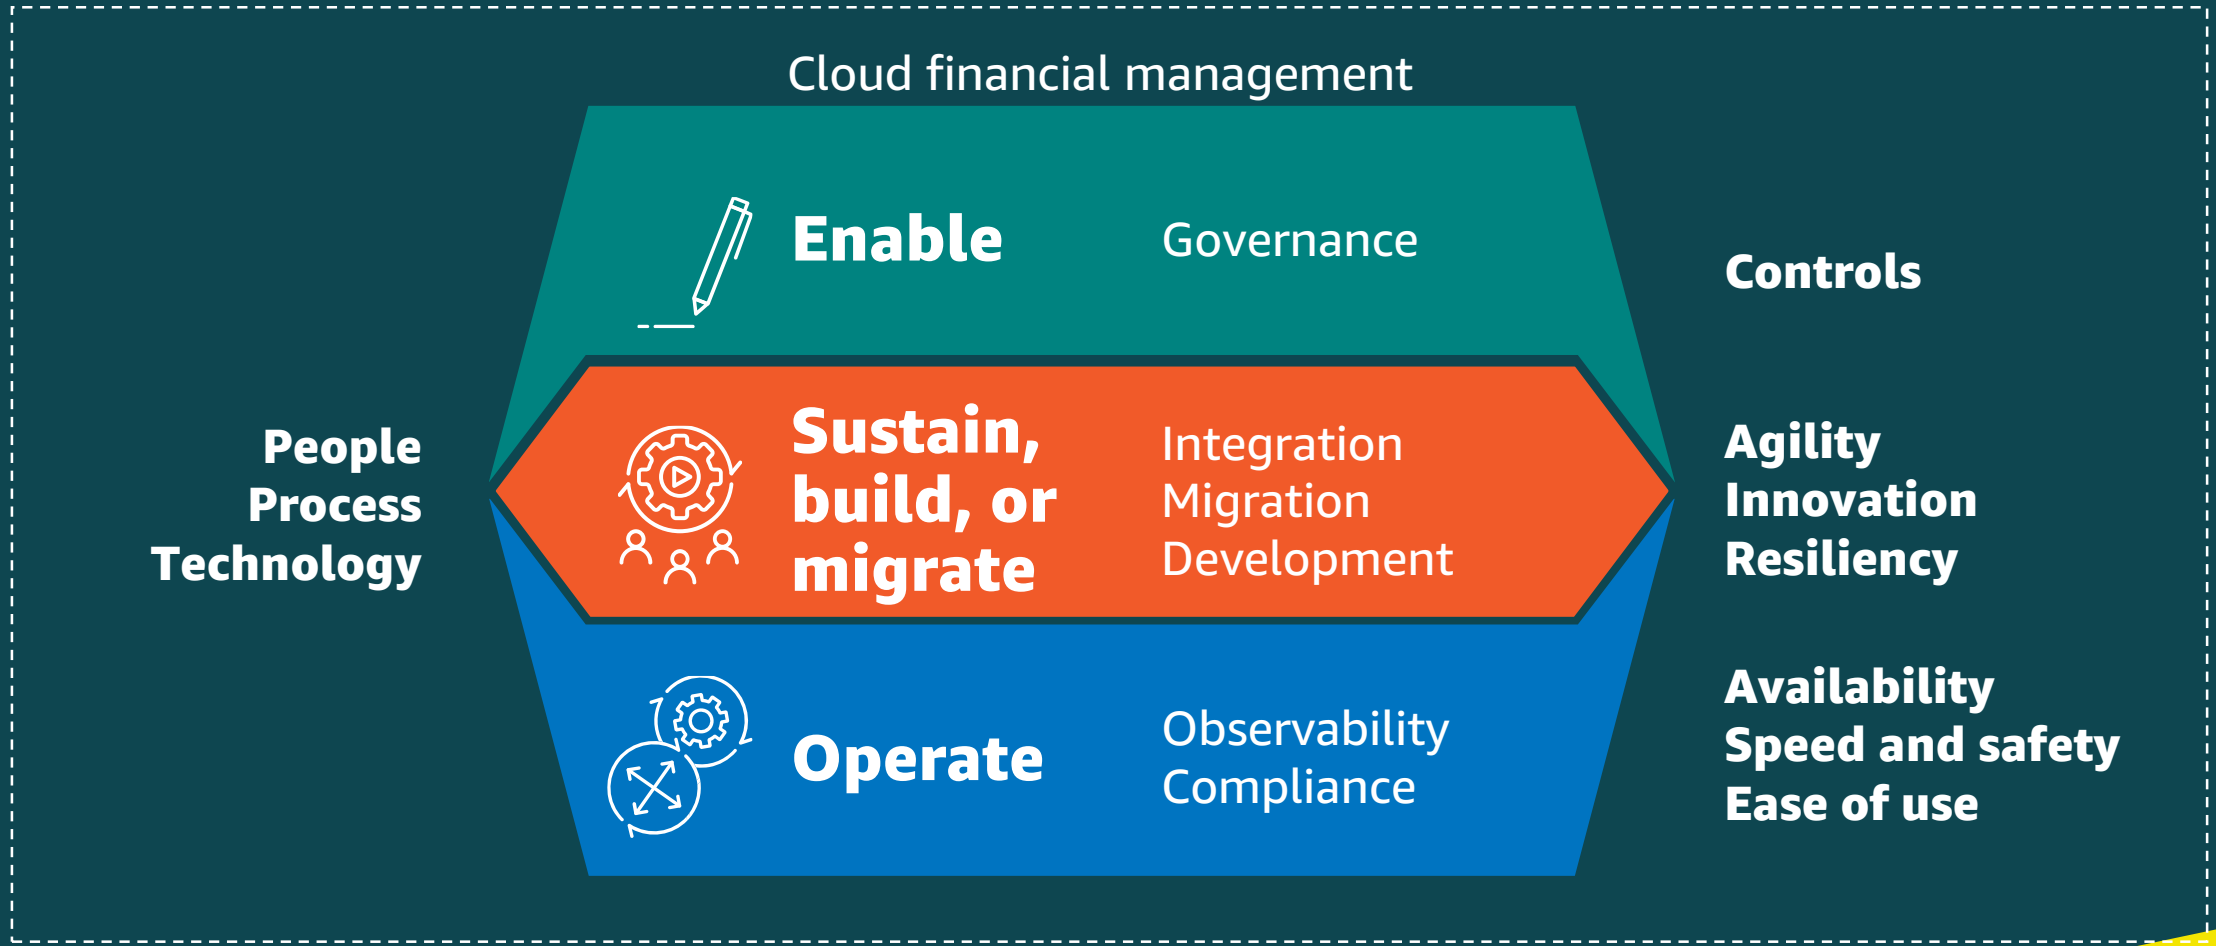 Cloud financial management
People
Process
Technology
Enable
Governance
Controls
Sustain,
build, or
migrate
Integration
Migration
Development
Agility
Innovation
Resiliency
Operate
Observability
Compliance
Availability
Speed and safety
Ease of use